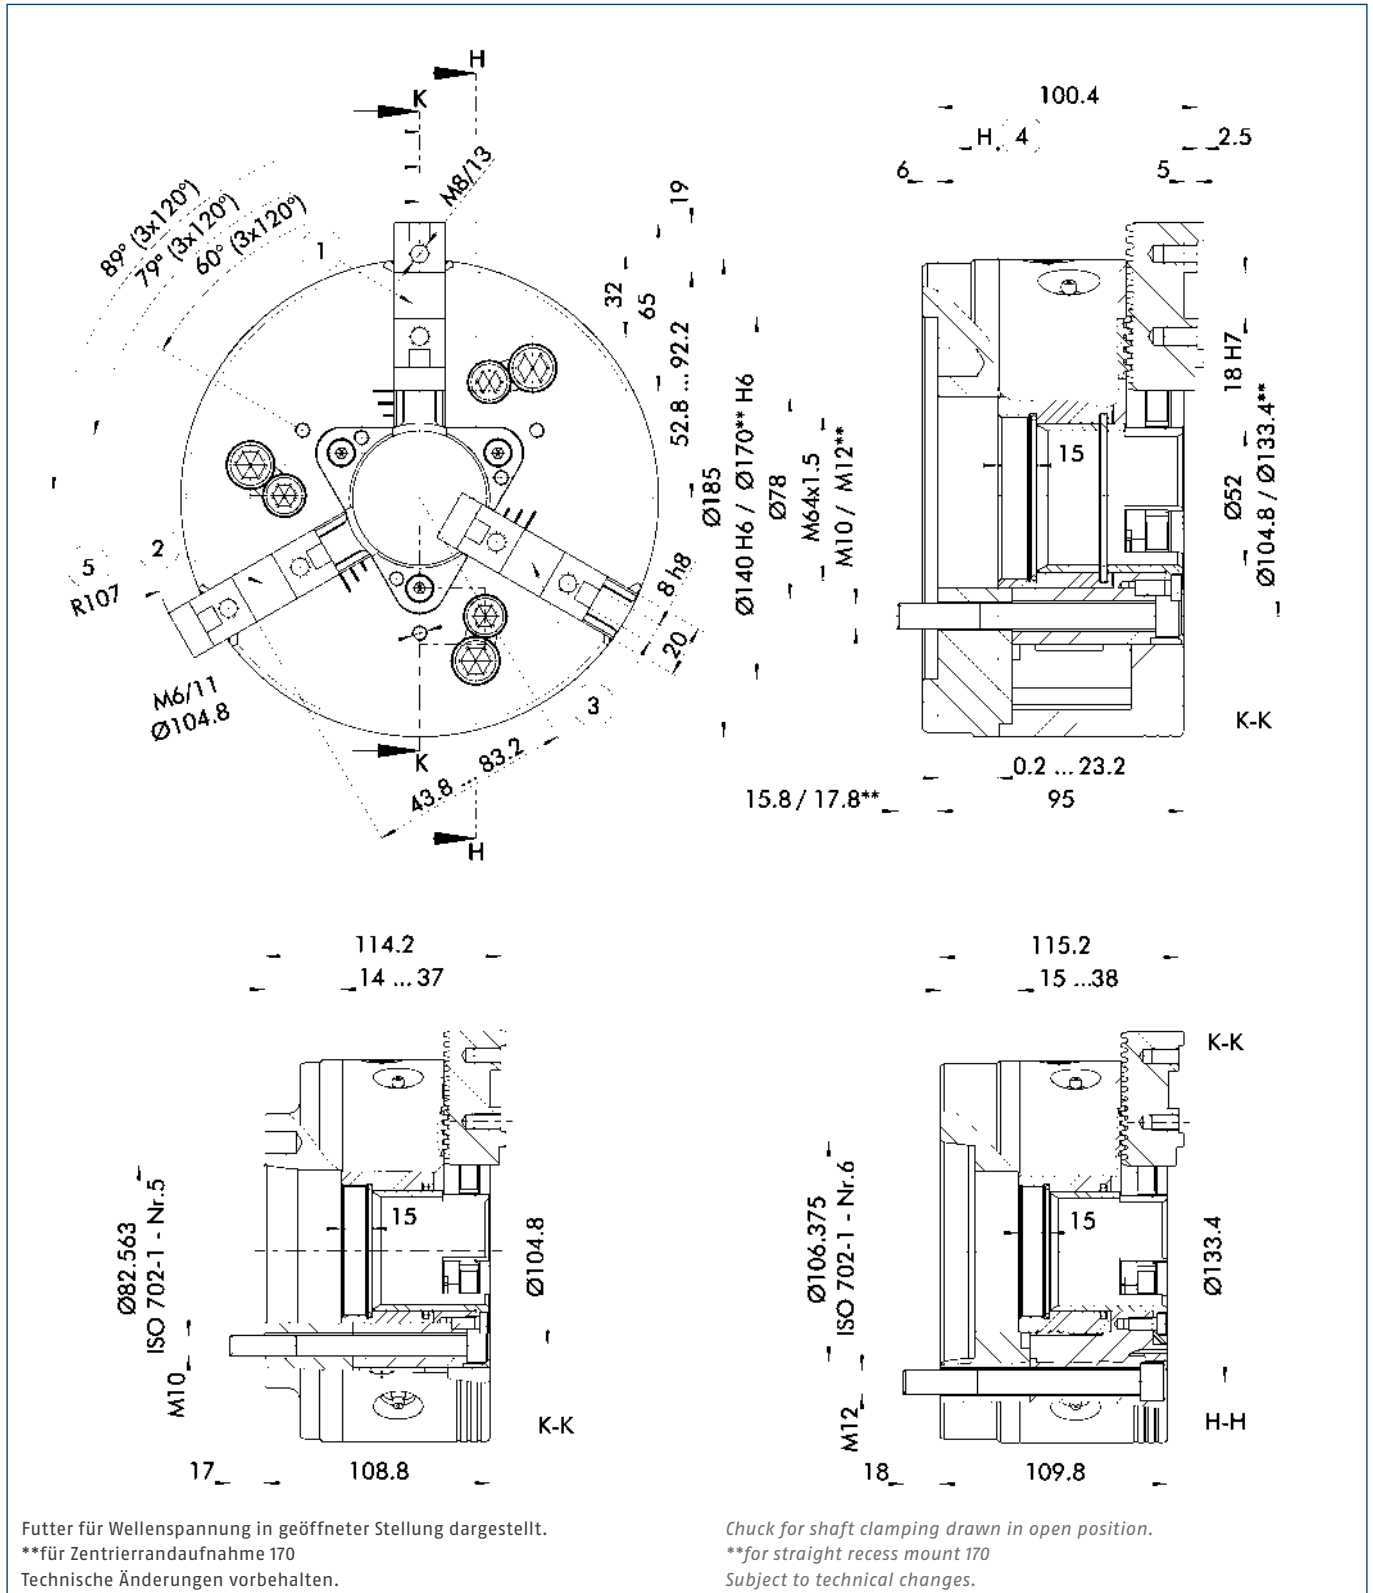 H
K
M8/13
19
89° (3x120°)
79° (3x120°)
60° (3x120°)
1
32
65
52.8 ... 92.2
Ø185
Ø140 H6 / Ø170** H6
Ø78
M64x1.5
M10 / M12**
2
5
R107
8 h8
20
M6/11
Ø104.8
3
K
43.8 ... 83.2
H
100.4
H
4
2.5
6
5
18 H7
15
Ø52
Ø104.8 / Ø133.4**
K-K
0.2 ... 23.2
15.8 / 17.8**
95
114.2
14 ... 37
Ø82.563
ISO 702-1 - Nr.5
15
Ø104.8
M10
K-K
17
108.8
115.2
15 ...38
K-K
Ø106.375
ISO 702-1 - Nr.6
15
Ø133.4
M12
H-H
18
109.8
Futter für Wellenspannung in geöffneter Stellung dargestellt.
**für Zentrierrandaufnahme 170
Technische Änderungen vorbehalten.
Chuck for shaft clamping drawn in open position.
**for straight recess mount 170
Subject to technical changes.